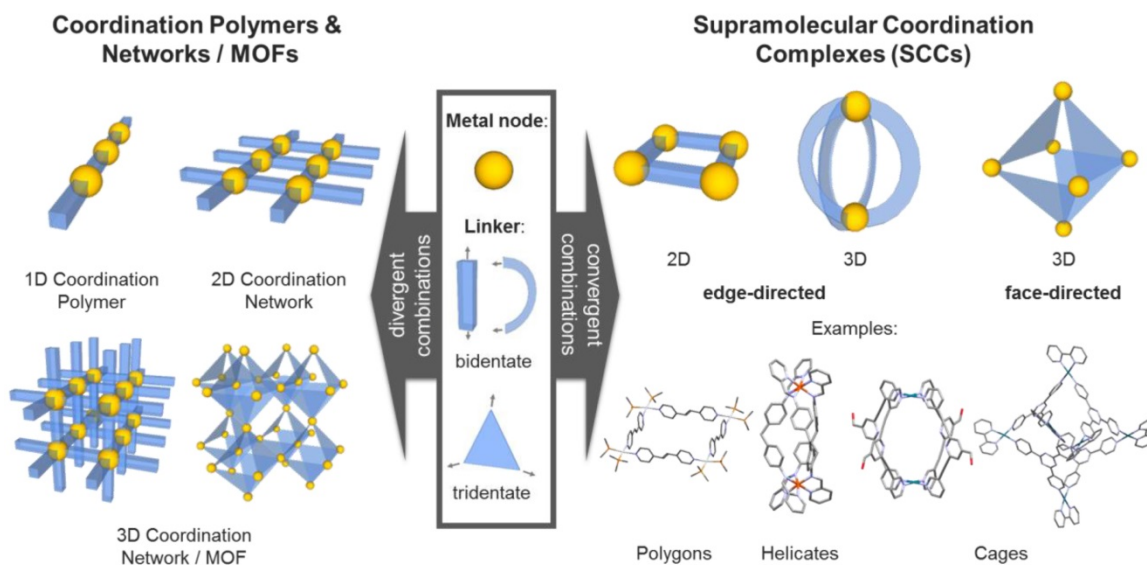 Coordination Polymers &
Networks / MOFs
1D Coordination
Polymer
2D Coordination
Network
3D Coordination
Network / MOF
divergent
combinations
Metal node:
Linker:
bidentate
tridentate
convergent
combinations
Supramolecular Coordination
Complexes (SCCs)
2D
3D
3D
edge-directed
face-directed
Examples:
Polygons
Helicates
Cages